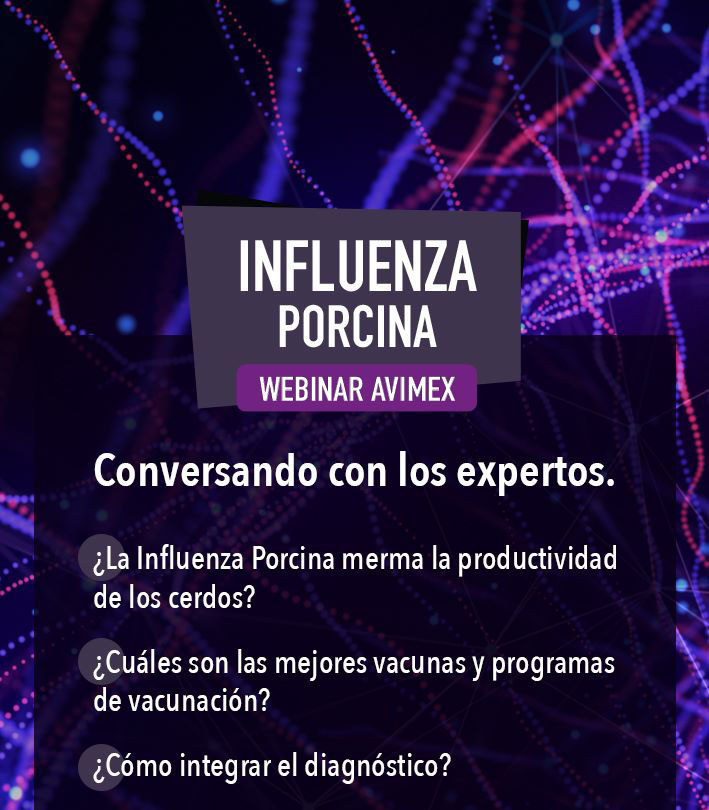 INFLUENZA
PORCINA
WEBINAR AVIMEX
Conversando con los expertos.
¿La Influenza Porcina merma la productividad
de los cerdos?
¿Cuáles son las mejores vacunas y programas
de vacunación?
¿Cómo integrar el diagnóstico?